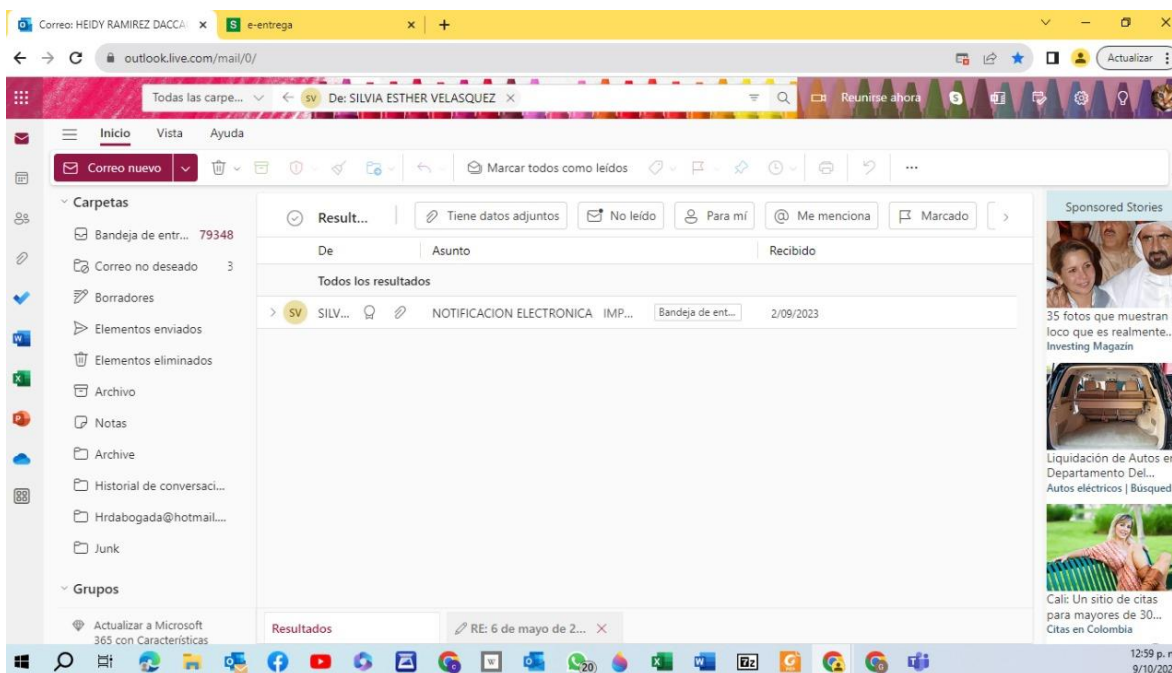 Correo: HEIDY RAMIREZ DACCA
e-entrega
outlook.live.com/mail/0/
Actualizar
Todas las carpe...
SV De: SILVIA ESTHER VELASQUEZ
Reunirse ahora
Inicio Vista Ayuda
Correo nuevo
Marcar todos como leídos
Carpetas
Bandeja de entr... 79348
Correo no deseado 3
Borradores
Elementos enviados
Elementos eliminados
Archivo
Notas
Archive
Historial de conversaci...
Hrdabogada@hotmail....
Junk
Grupos
Actualizar a Microsoft
365 con Características
Result...
Tiene datos adjuntos
No leído
Para mí
Me menciona
Marcado
De Asunto Recibido
Todos los resultados
SV SILV... NOTIFICACION ELECTRONICA IMP... Bandeja de ent... 2/09/2023
Resultados
RE: 6 de mayo de 2...
Sponsored Stories
35 fotos que muestran
loco que es realmente..
Investing Magazin
Liquidación de Autos e
Departamento Del...
Autos eléctricos | Búsqued
Cali: Un sitio de citas
para mayores de 30...
Citas en Colombia
20
12:59 p. r
9/10/202